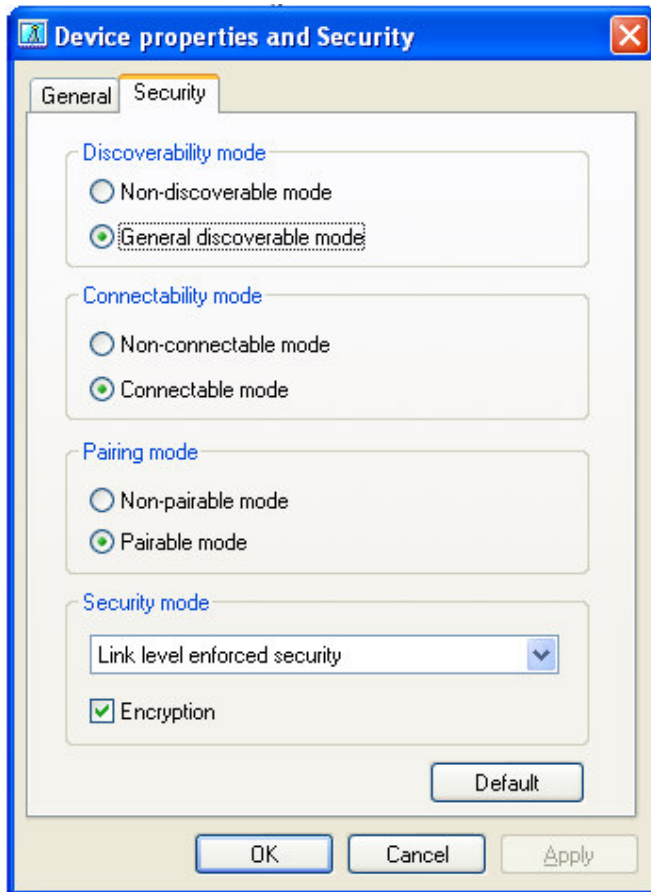 Device properties and Security
General Security
Discoverability mode
Non-discoverable mode
General discoverable mode
Connectability mode
Non-connectable mode
Connectable mode
Pairing mode
Non-pairable mode
Pairable mode
Security mode
Link level enforced security
Encryption
Default
OK Cancel Apply